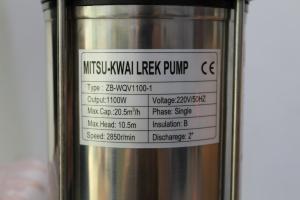 MITSU-KWAI LREK PUMP CE
Type : ZB-WQV1100-1
Output:1100W Voltage:220V/50HZ
Max.Cap.:20.5m³/h Phase: Single
Max.Head: 10.5m Insulation: B
Speed: 2850r/min Discharege: 2"